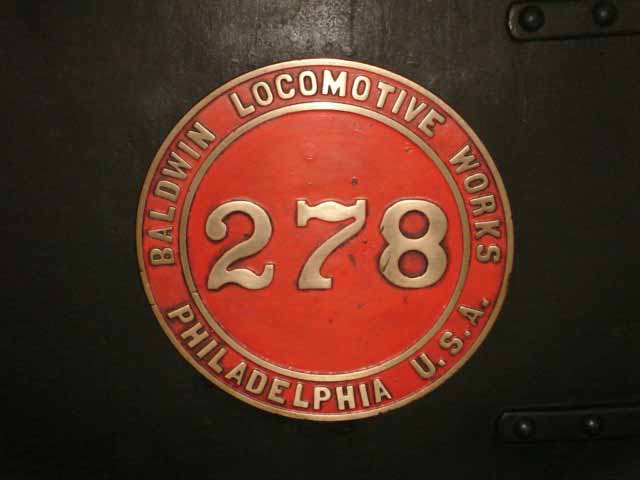 BALDWIN LOCOMOTIVE WORKS
278
PHILADELPHIA U.S.A.